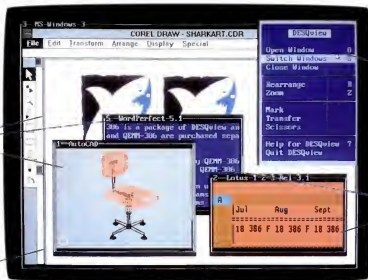 3-MS-Windows-3
COREL DRAW - SHARKART.CDR
File Edit Transform Arrange Display Special
DESQview
Open Window O
Switch Windows S
Close Window C
Rearrange R
Zoom Z
Mark
Transfer
Scissors
Help for DESQview ?
Quit DESQview
5-WordPerfect-5.1
386 is a package of DESQview an
and QEMM-386 are purchased sepa
by QEMM-386
QEMM-386
1-AutoCAD
2-Lotus-1-2-3-Rel-3.1
A
Jul Aug Sept
18 386 F 18 386 F 18 386